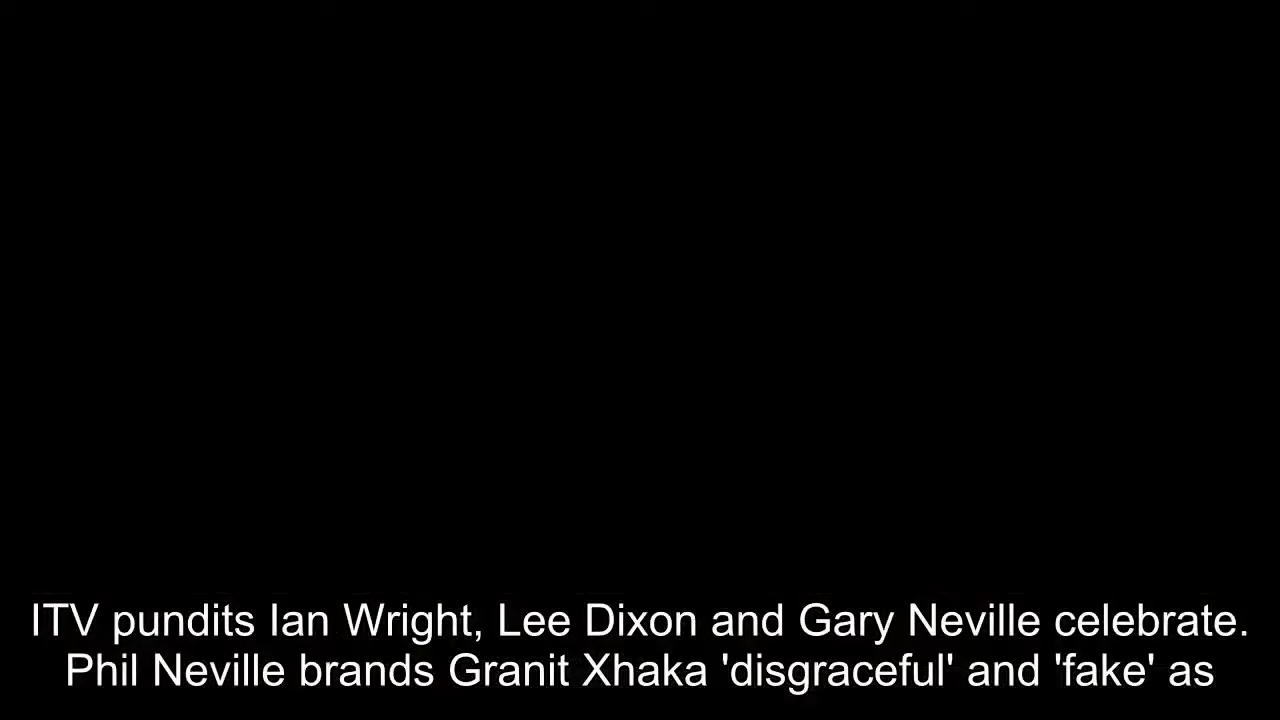 ITV pundits Ian Wright, Lee Dixon and Gary Neville celebrate.
Phil Neville brands Granit Xhaka 'disgraceful' and 'fake' as